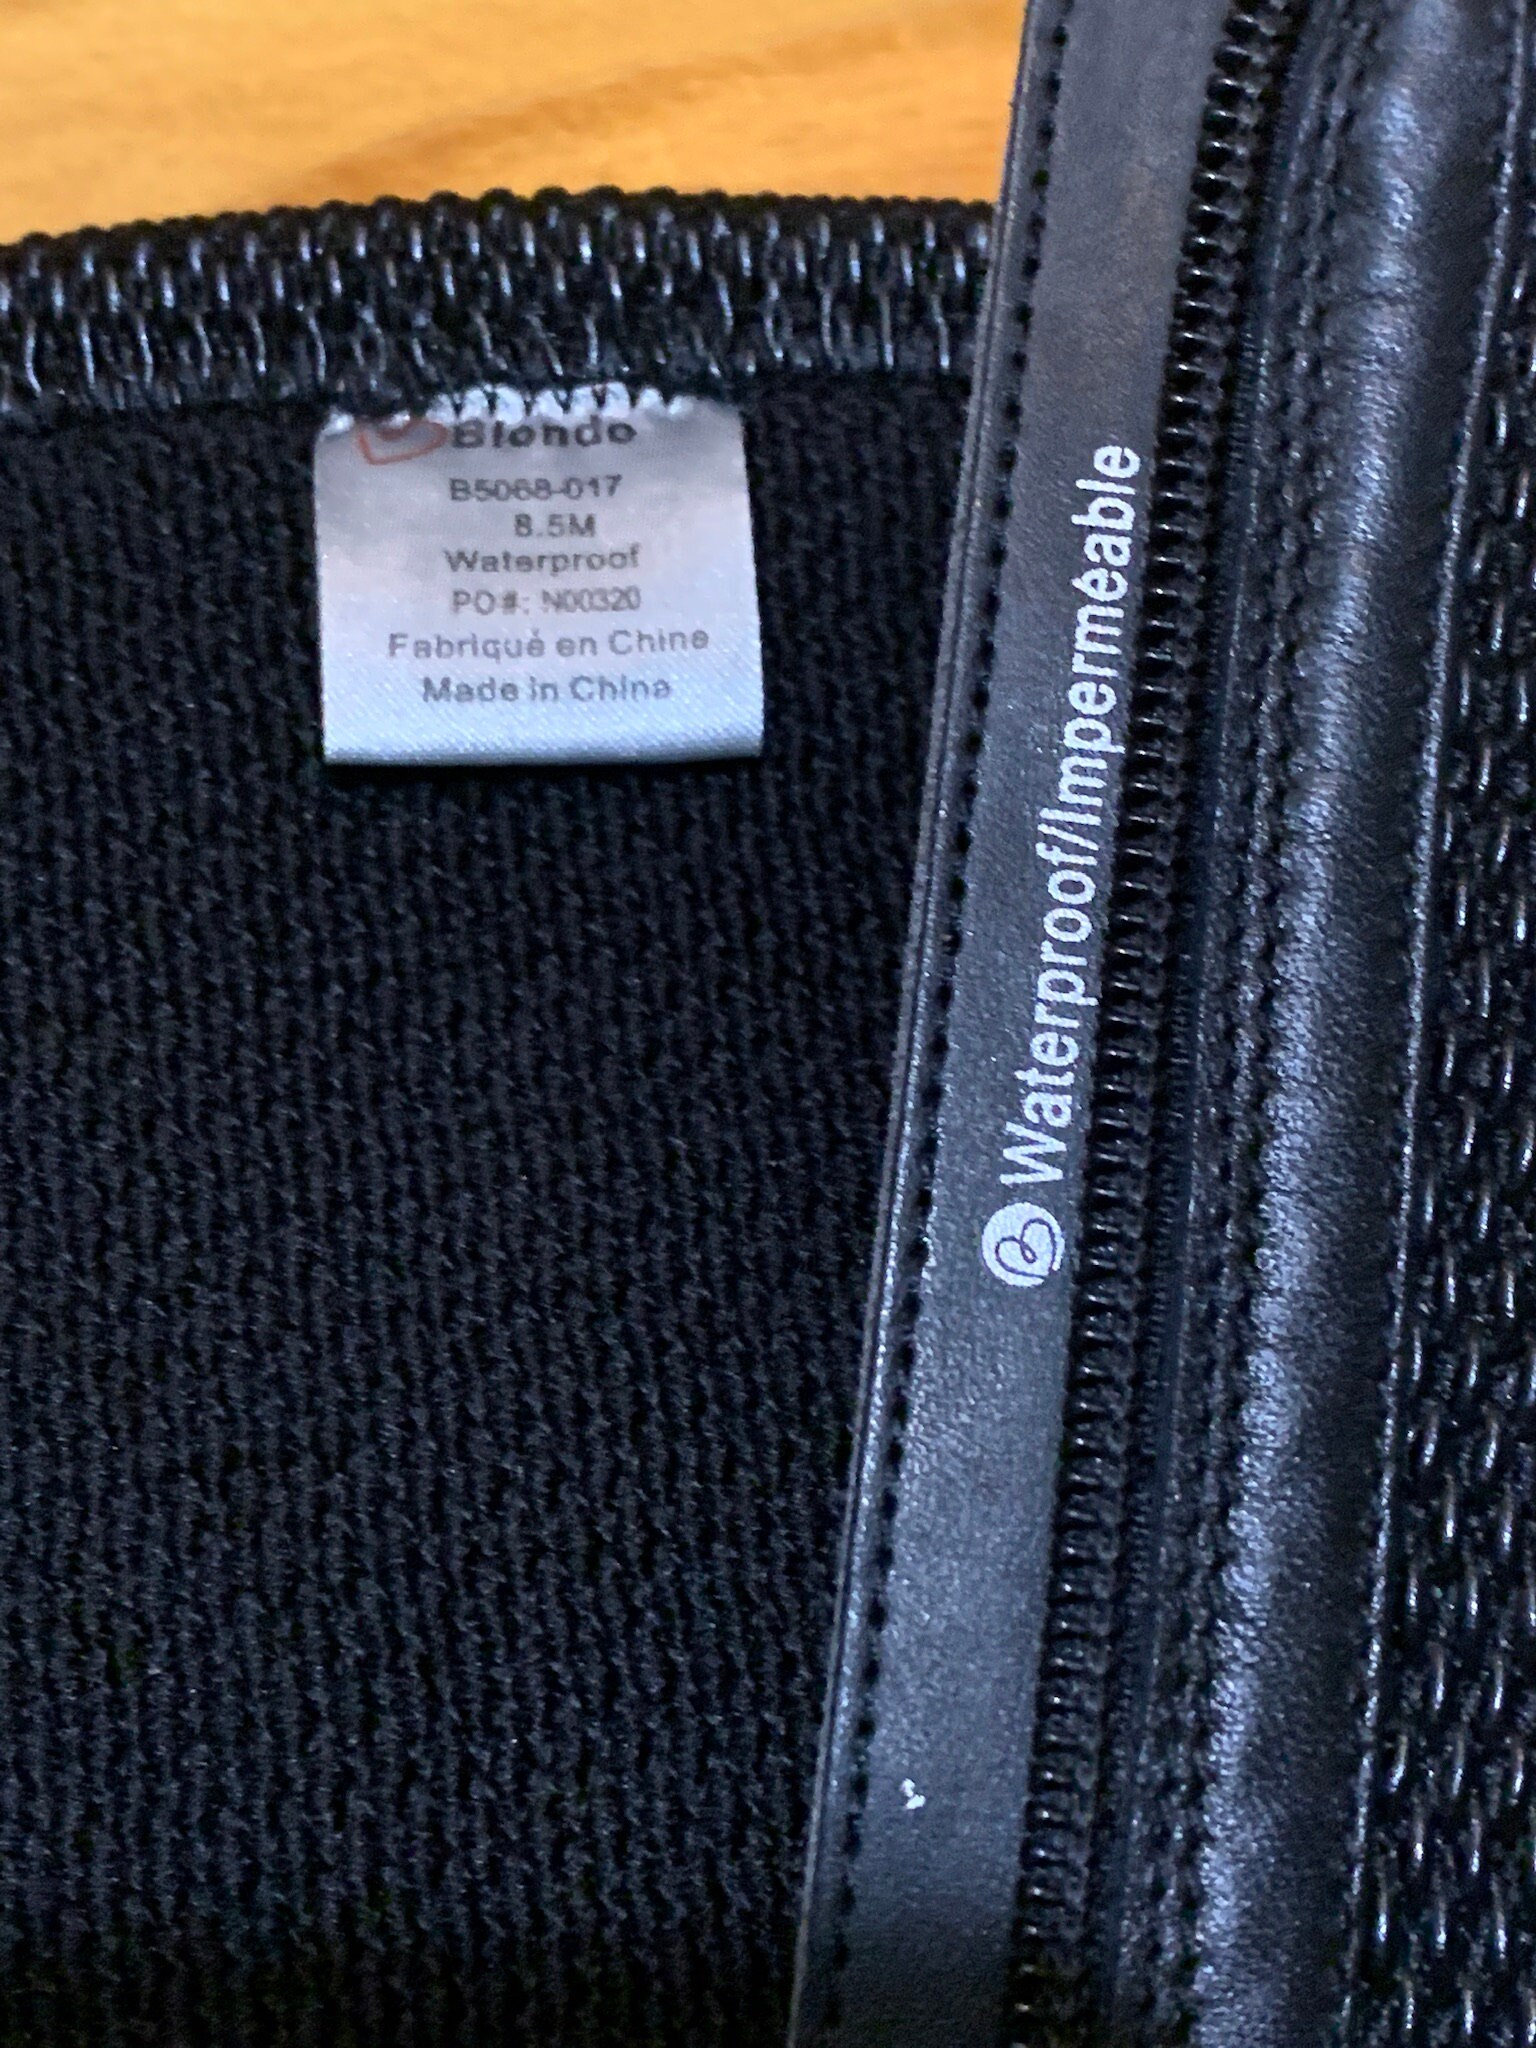 Blondo
B5068-017
8.5M
Waterproof
PO#: N00320
Fabriqué en Chine
Made in China
Waterproof/Imperméable